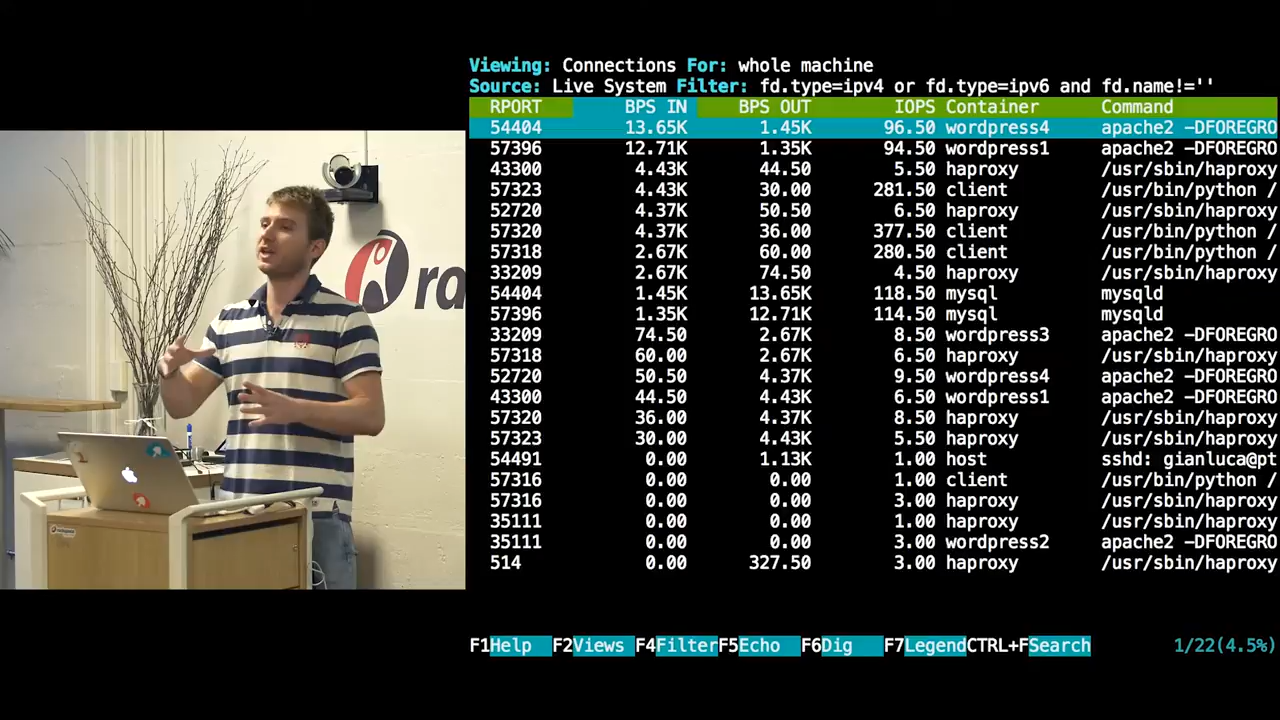 ra
Viewing: Connections For: whole machine
Source: Live System Filter: fd.type=ipv4 or fd.type=ipv6 and fd.name!=''
RPORT BPS IN BPS OUT IOPS Container Command
54404 13.65K 1.45K 96.50 wordpress4 apache2 -DFOREGRO
57396 12.71K 1.35K 94.50 wordpress1 apache2 -DFOREGRO
43300 4.43K 44.50 5.50 haproxy /usr/sbin/haproxy
57323 4.43K 30.00 281.50 client /usr/bin/python /
52720 4.37K 50.50 6.50 haproxy /usr/sbin/haproxy
57320 4.37K 36.00 377.50 client /usr/bin/python /
57318 2.67K 60.00 280.50 client /usr/bin/python /
33209 2.67K 74.50 4.50 haproxy /usr/sbin/haproxy
54404 1.45K 13.65K 118.50 mysql mysqld
57396 1.35K 12.71K 114.50 mysql mysqld
33209 74.50 2.67K 8.50 wordpress3 apache2 -DFOREGRO
57318 60.00 2.67K 6.50 haproxy /usr/sbin/haproxy
52720 50.50 4.37K 9.50 wordpress4 apache2 -DFOREGRO
43300 44.50 4.43K 6.50 wordpress1 apache2 -DFOREGRO
57320 36.00 4.37K 8.50 haproxy /usr/sbin/haproxy
57323 30.00 4.43K 5.50 haproxy /usr/sbin/haproxy
54491 0.00 1.13K 1.00 host sshd: gianluca@pt
57316 0.00 0.00 1.00 client /usr/bin/python /
57316 0.00 0.00 3.00 haproxy /usr/sbin/haproxy
35111 0.00 0.00 1.00 haproxy /usr/sbin/haproxy
35111 0.00 0.00 3.00 wordpress2 apache2 -DFOREGRO
514 0.00 327.50 3.00 haproxy /usr/sbin/haproxy
F1Help F2Views F4FilterF5Echo F6Dig F7LegendCTRL+FSearch 1/22(4.5%)